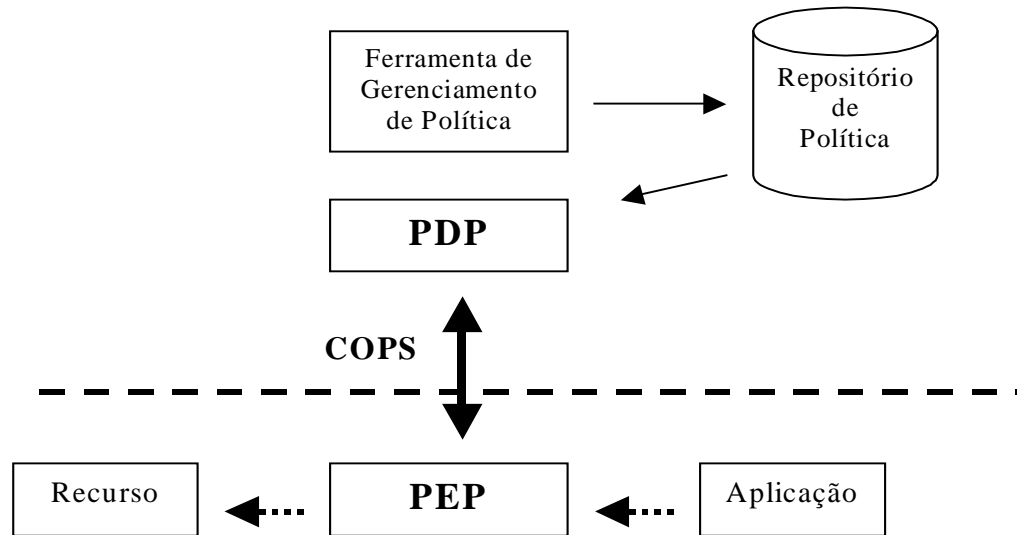 Ferramenta de
Gerenciamento
de Política
Repositório
de
Política
PDP
COPS
Recurso
PEP
Aplicação